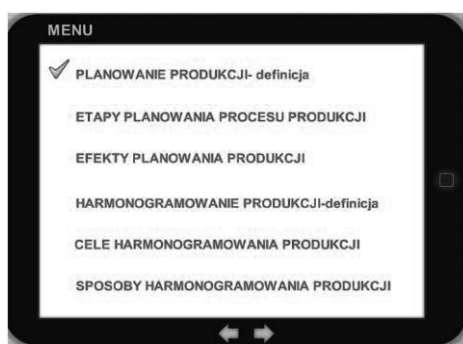 MENU
PLANOWANIE PRODUKCJI- definicja
ETAPY PLANOWANIA PROCESU PRODUKCJI
EFEKTY PLANOWANIA PRODUKCJI
HARMONOGRAMOWANIE PRODUKCJI-definicja
CELE HARMONOGRAMOWANIA PRODUKCJI
SPOSOBY HARMONOGRAMOWANIA PRODUKCJI